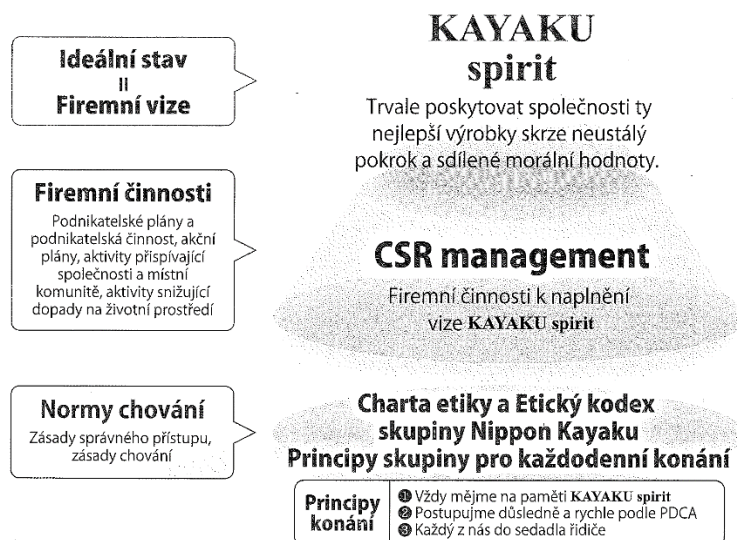 Ideální stav
=
Firemní vize
KAYAKU
spirit
Trvale poskytovat společnosti ty
nejlepší výrobky skrze neustálý
pokrok a sdílené morální hodnoty.
Firemní činnosti
Podnikatelské plány a
podnikatelská činnost, akční
plány, aktivity přispívající
společnosti a místní
komunitě, aktivity snižující
dopady na životní prostředí
CSR management
Firemní činnosti k naplnění
vize KAYAKU spirit
Normy chování
Zásady správného přístupu,
zásady chování
Charta etiky a Etický kodex
skupiny Nippon Kayaku
Principy skupiny pro každodenní konání
Principy
konání
❶ Vždy mějme na paměti KAYAKU spirit
❷ Postupujme důsledně a rychle podle PDCA
❸ Každý z nás do sedadla řidiče